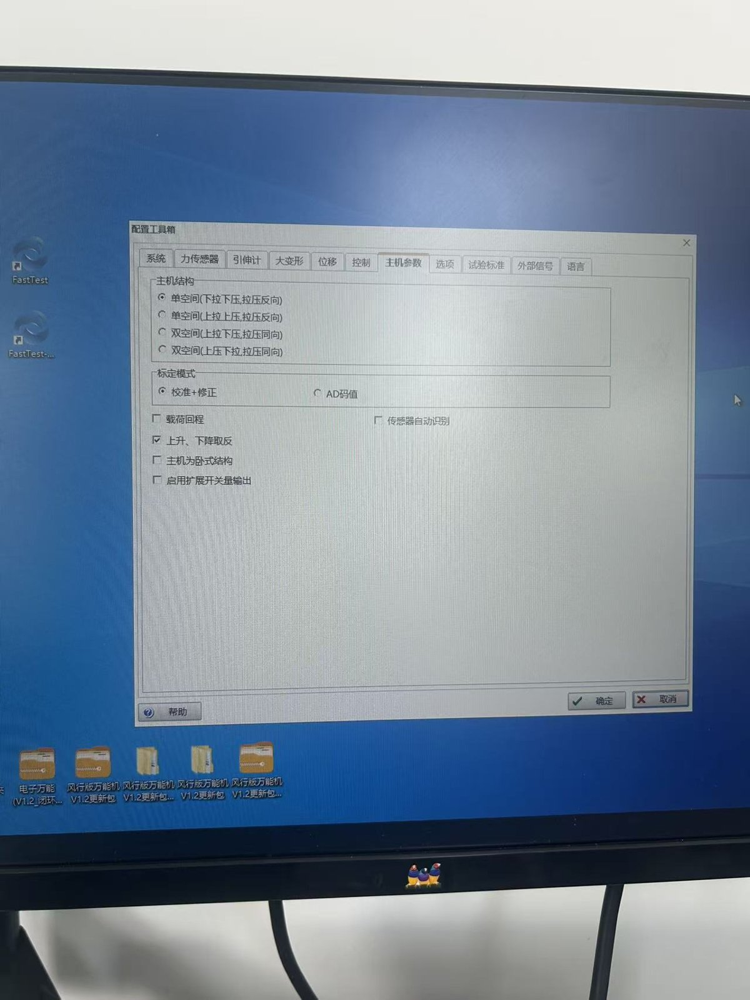 配置工具箱
系统 力传感器 引伸计 大变形 位移 控制 主机参数 选项 试验标准 外部信号 语言
主机结构
单空间(下拉下压,拉压反向)
单空间(上拉上压,拉压反向)
双空间(上拉下压,拉压同向)
双空间(上压下拉,拉压同向)
标定模式
校准+修正 AD码值
载荷回程 传感器自动识别
上升、下降取反
主机为卧式结构
启用扩展开关量输出
帮助 确定 取消
FastTest
FastTest-...
电子万能
(V1.2_闭环...
风行版万能机
V1.2更新包
风行版万能机
V1.2更新包...
风行版万能机
V1.2更新包
风行版万能机
V1.2更新包...